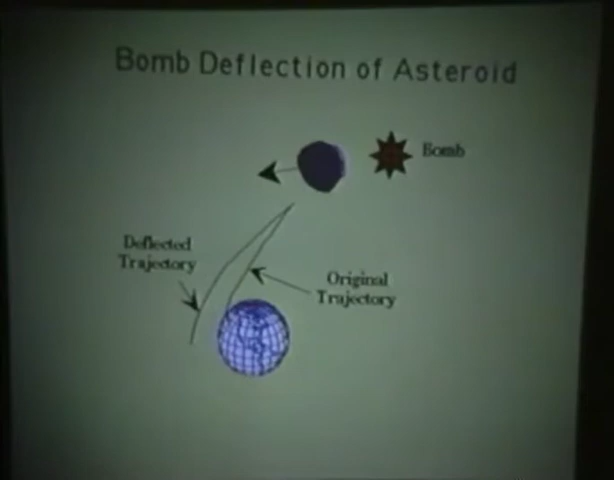 Bomb Deflection of Asteroid
Bomb
Deflected
Trajectory
Original
Trajectory